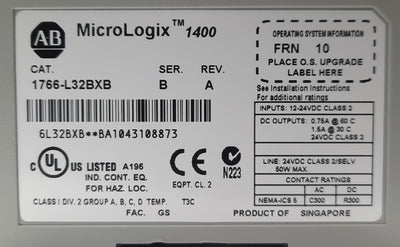 AB
MicroLogix™ 1400
CAT. SER. REV.
1766-L32BXB B A
6L32BXB**BA1043108873
OPERATING SYSTEM INFORMATION
FRN 10
PLACE O.S. UPGRADE
LABEL HERE
See Installation Instructions
For Additional Ratings
INPUTS: 12-24VDC CLASS 2
DC OUTPUTS: 0.75A @ 60 C
1.5A @ 30 C
24VDC CLASS 2
LINE: 24VDC CLASS 2/SELV
50W MAX.
CONTACT RATINGS
AC DC
NEMA-ICS 5 C300 R300
C UL US LISTED A196
IND. CONT. EQ.
FOR HAZ. LOC.
CE
EQPT. CL. 2
N223
CLASS I DIV. 2 GROUP A, B, C, D TEMP. T3C
FAC. GS
PRODUCT OF SINGAPORE